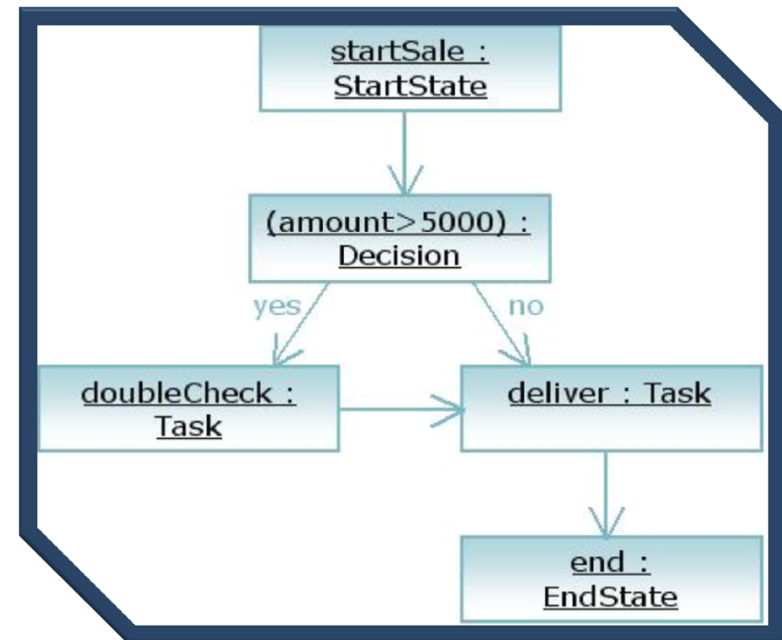 startSale :
StartState
(amount>5000) :
Decision
yes
no
doubleCheck :
Task
deliver : Task
end :
EndState